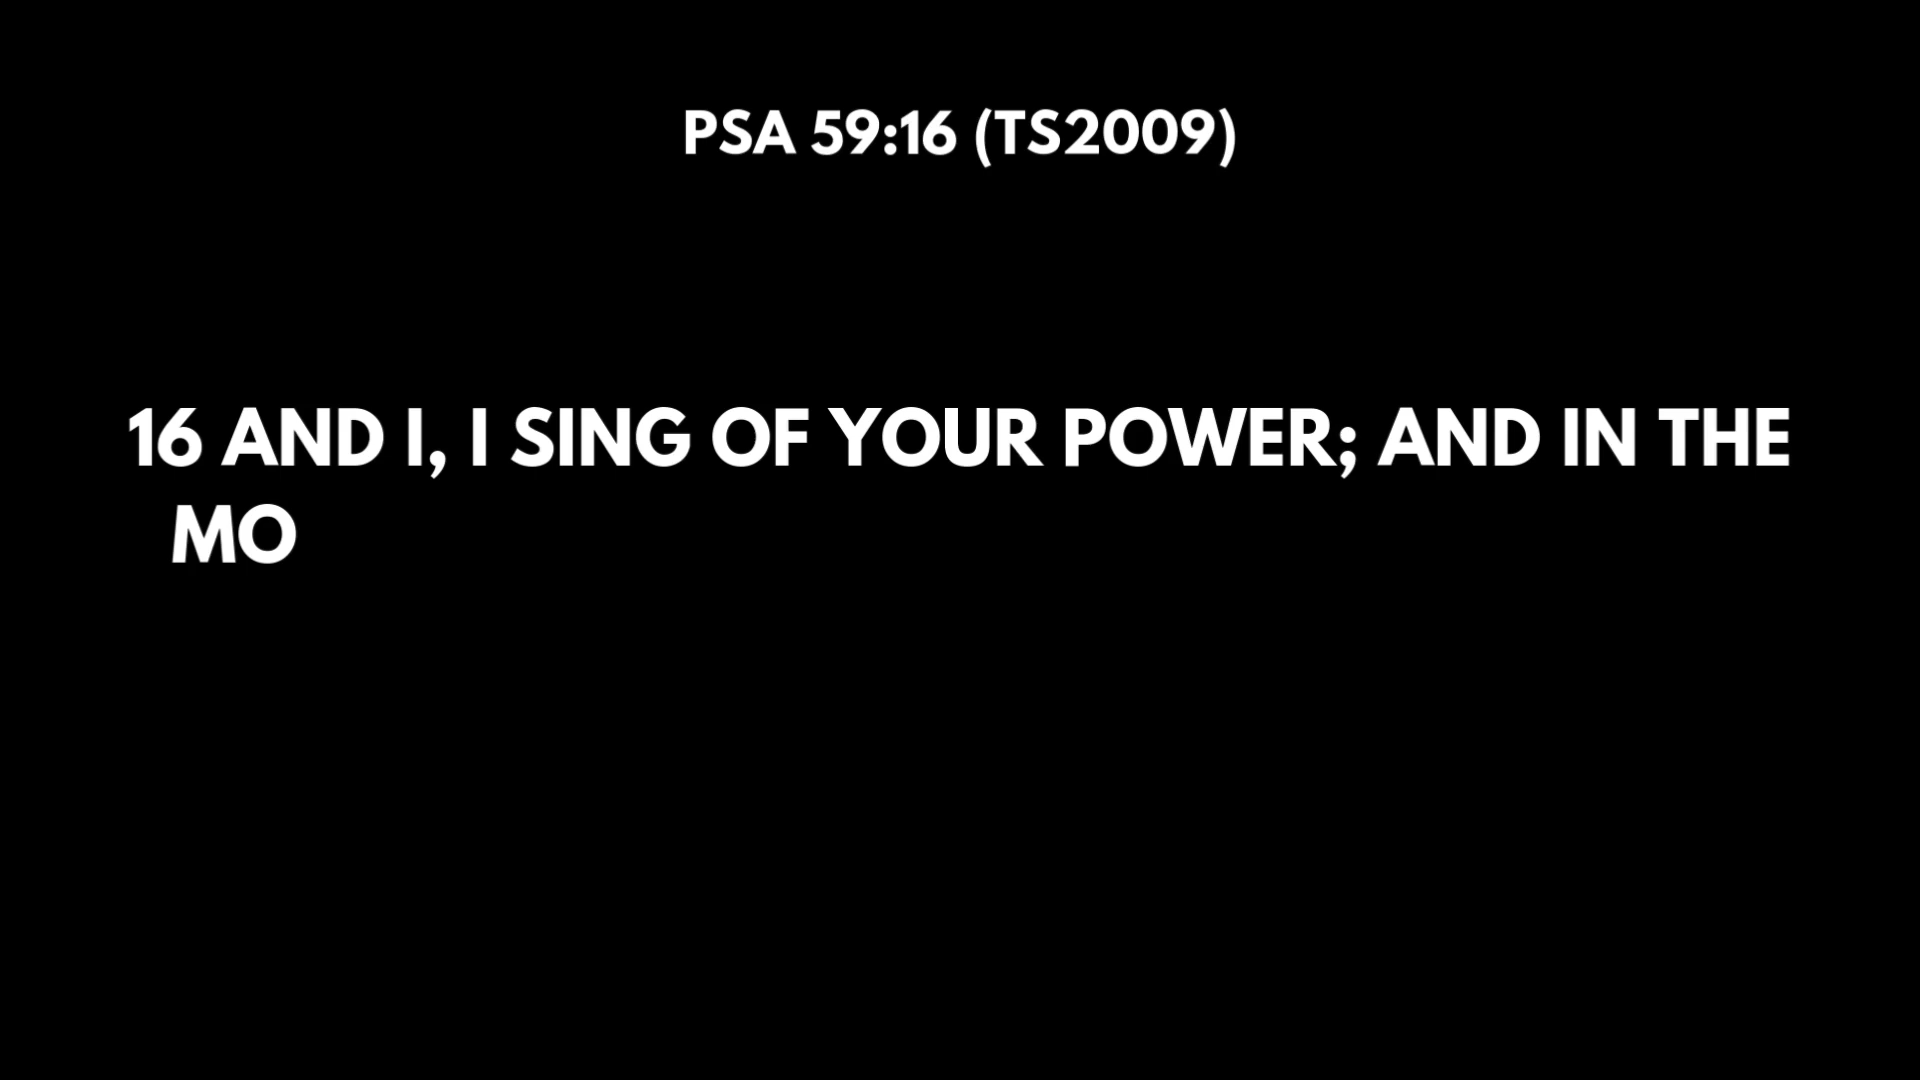 PSA 59:16 (TS2009)
16 AND I, I SING OF YOUR POWER; AND IN THE
MO